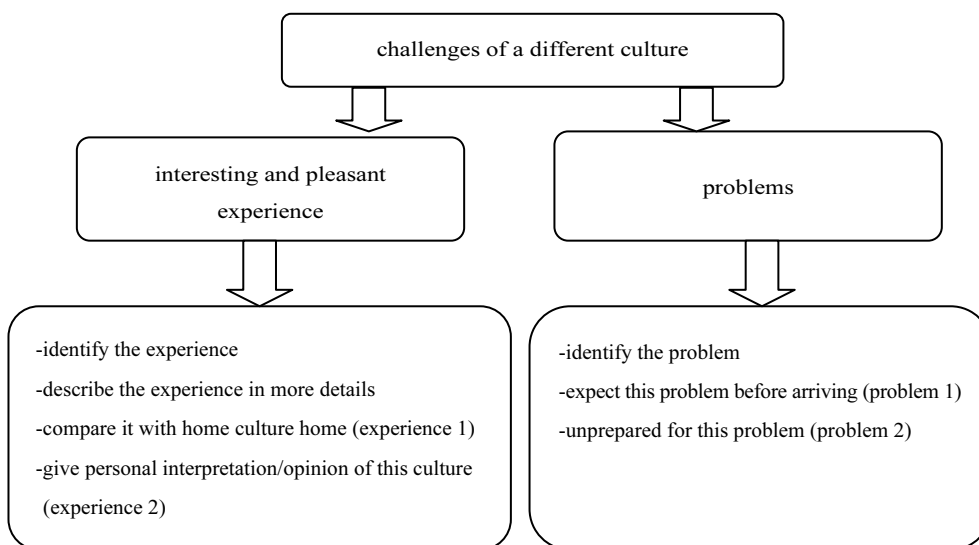 challenges of a different culture
interesting and pleasant
experience
problems
-identify the experience
-describe the experience in more details
-compare it with home culture home (experience 1)
-give personal interpretation/opinion of this culture
(experience 2)
-identify the problem
-expect this problem before arriving (problem 1)
-unprepared for this problem (problem 2)